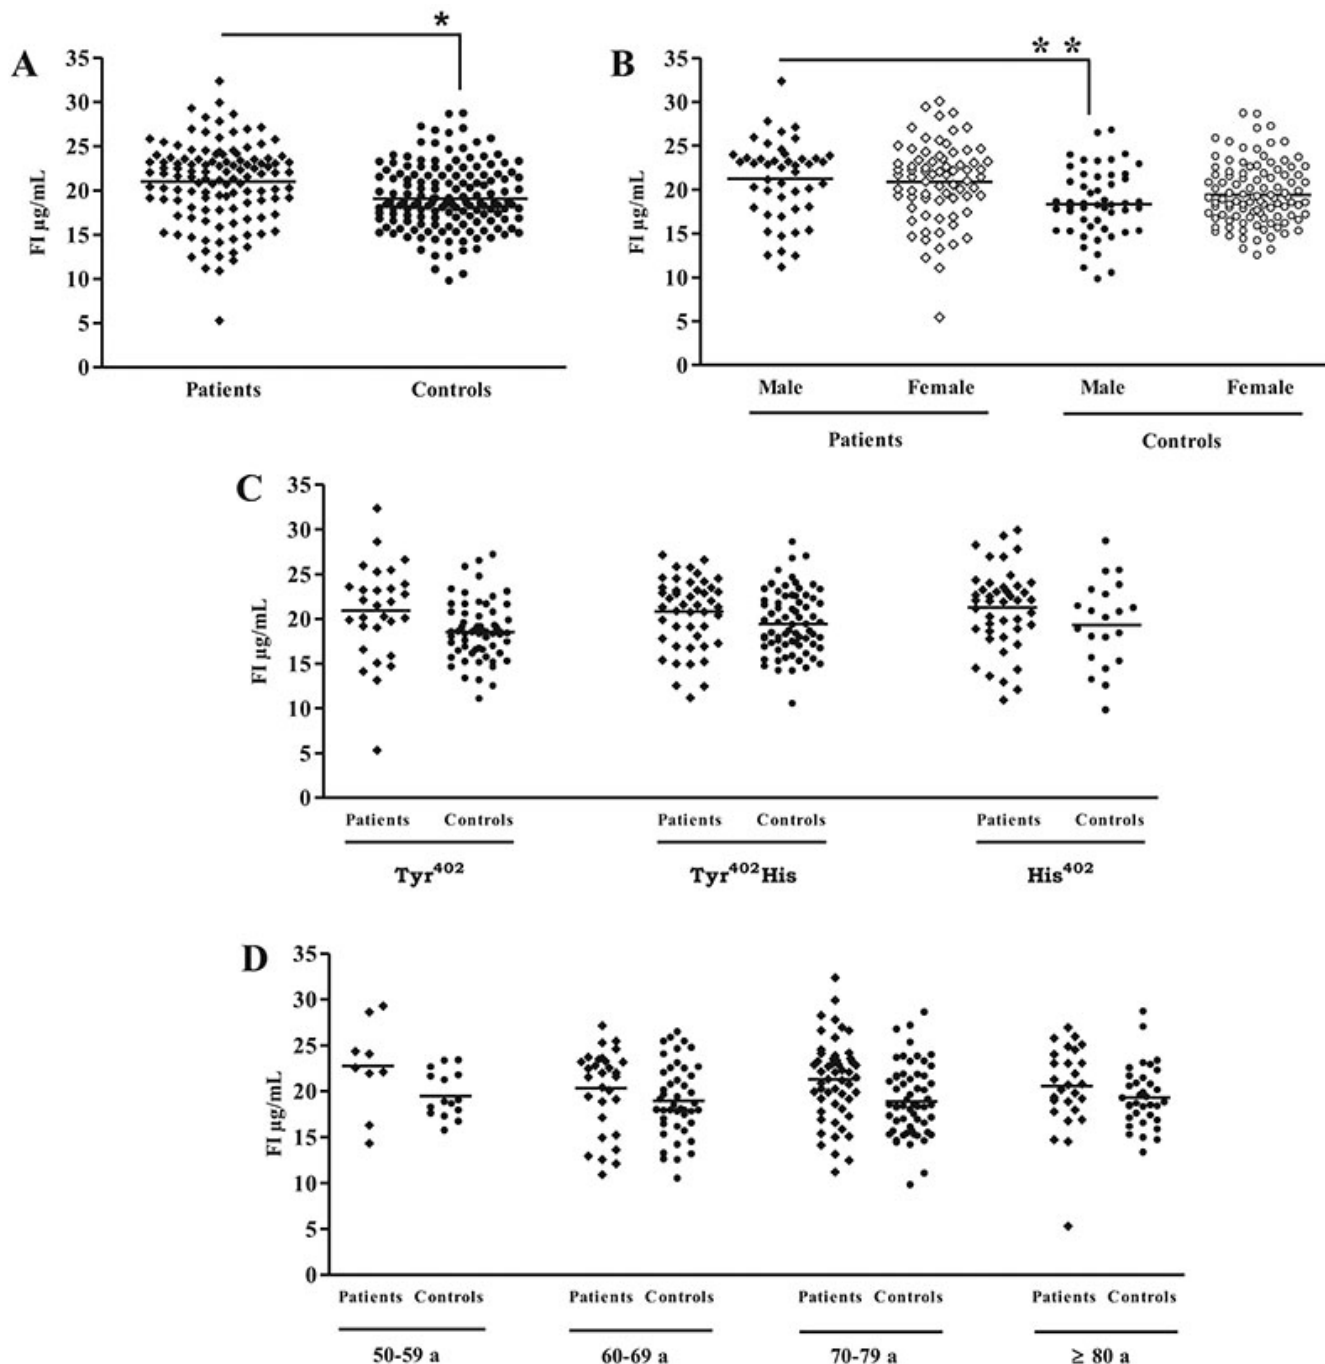 *
* *
A
B
35
30
25
20
15
10
5
0
FI µg/mL
Patients
Controls
35
30
25
20
15
10
5
0
FI µg/mL
Male
Female
Male
Female
Patients
Controls
C
35
30
25
20
15
10
5
0
FI µg/mL
Patients Controls
Patients Controls
Patients Controls
Tyr⁴⁰²
Tyr⁴⁰²His
His⁴⁰²
D
35
30
25
20
15
10
5
0
FI µg/mL
Patients Controls
Patients Controls
Patients Controls
Patients Controls
50-59 a
60-69 a
70-79 a
≥ 80 a